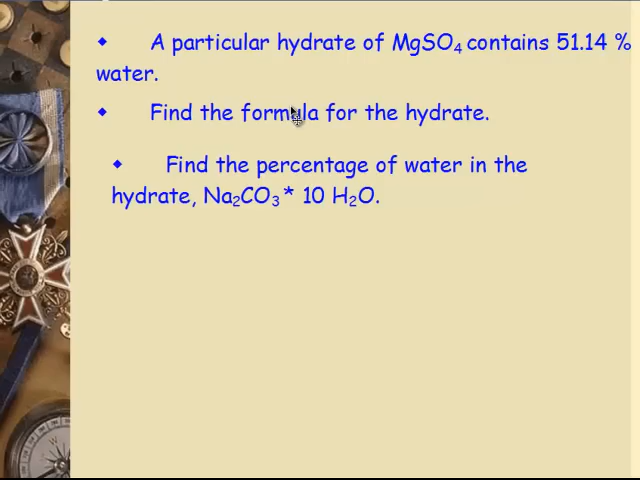 ◆ A particular hydrate of MgSO₄ contains 51.14 %
water.
◆ Find the formula for the hydrate.
◆ Find the percentage of water in the
hydrate, Na₂CO₃ * 10 H₂O.